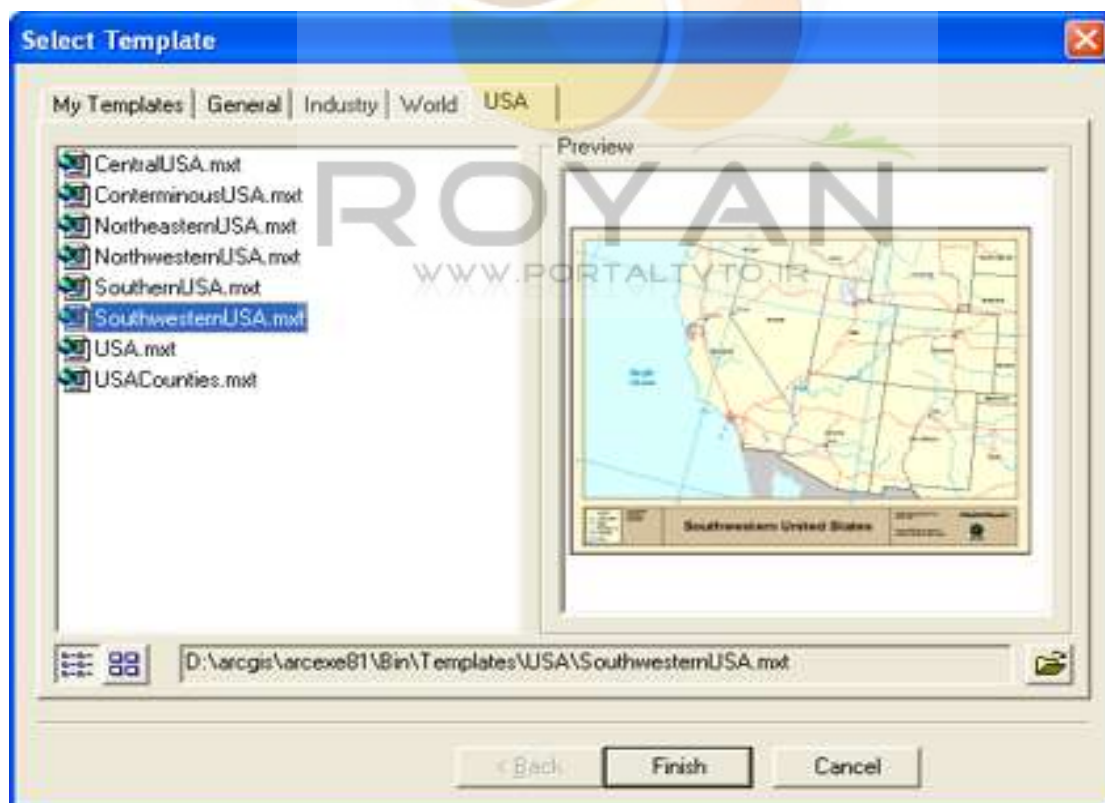 Select Template
My Templates General Industry World USA
CentralUSA.mxt
ConterminousUSA.mxt
NortheasternUSA.mxt
NorthwesternUSA.mxt
SouthernUSA.mxt
SouthwesternUSA.mxt
USA.mxt
USACounties.mxt
Preview
ROYAN
WWW.PORTALTVTO.IR
Southwestern United States
D:\arcgis\arcexe81\Bin\Templates\USA\SouthwesternUSA.mxt
< Back Finish Cancel